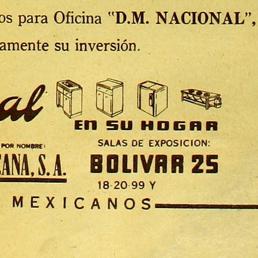 os para Oficina "D.M. NACIONAL",
amente su inversión.
al
EN SU HOGAR
POR NOMBRE:
SALAS DE EXPOSICION:
CANA, S.A.
BOLIVAR 25
18-20-99 Y
MEXICANOS